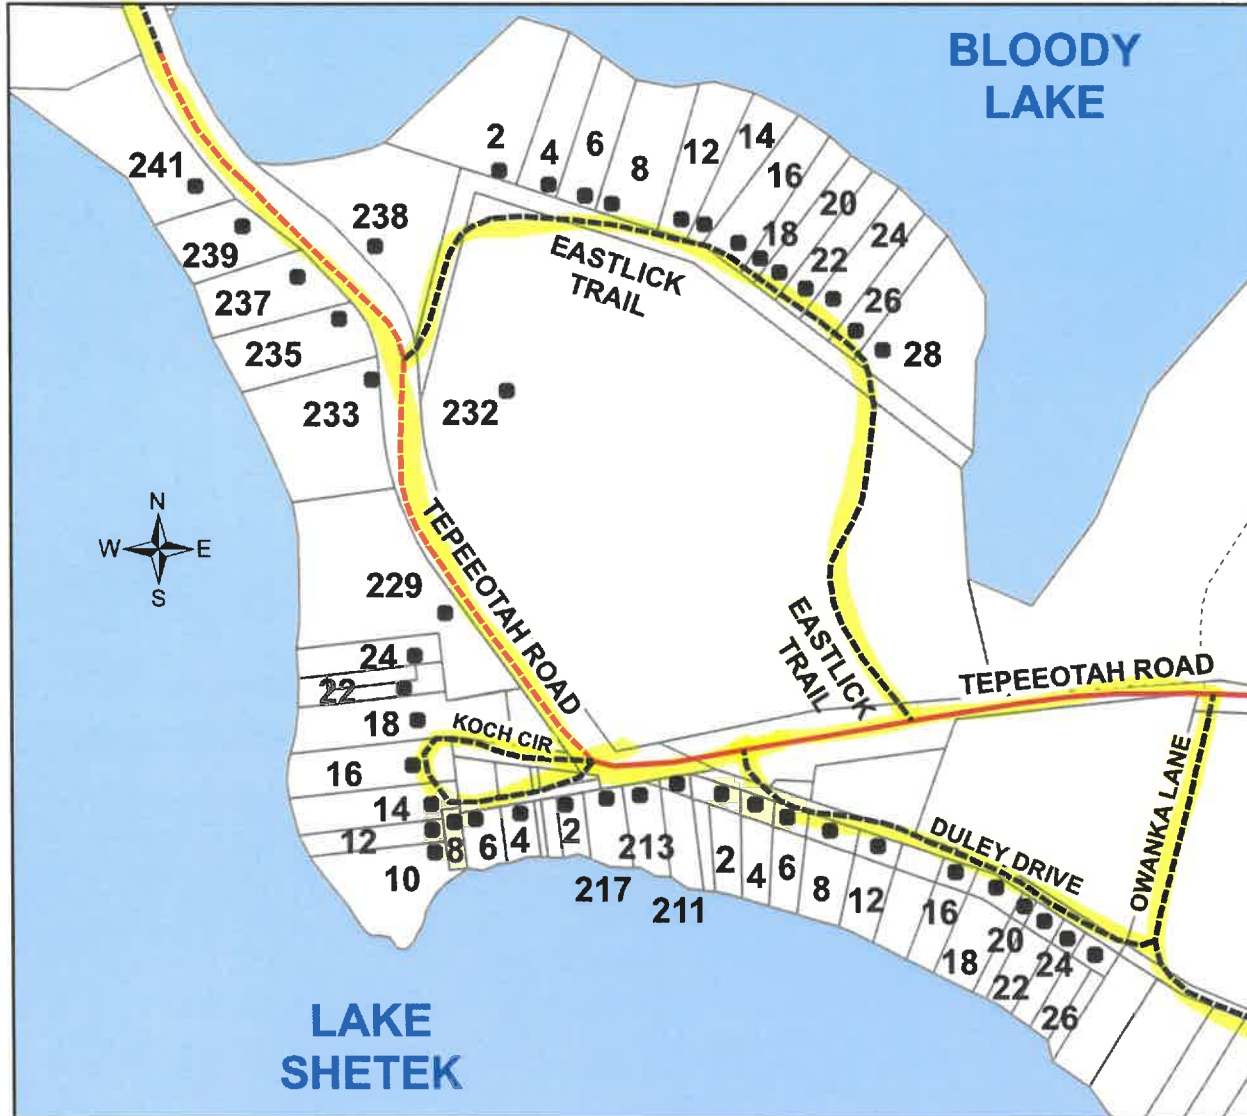 BLOODY
LAKE
2
4
6
8
12
14
16
18
20
22
24
26
28
241
239
238
237
235
233
232
EASTLICK
TRAIL
N
W E
S
TEPEEOTAH ROAD
229
24
22
18
16
14
12
10
8
6
4
2
KOCH CIR
EASTLICK
TRAIL
TEPEEOTAH ROAD
OWANKA LANE
DULEY DRIVE
217
213
211
2
4
6
8
12
16
18
20
22
24
26
LAKE
SHETEK